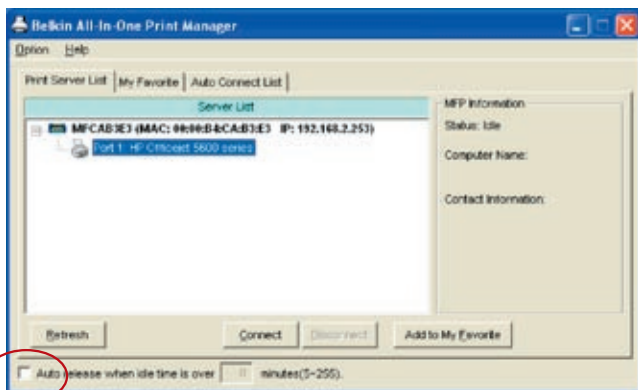 Belkin All-In-One Print Manager
Option Help
Print Server List My Favorite Auto Connect List
Server List
MFCAB3E3 (MAC: 00:00:B4:CA:B3:E3 IP: 192.168.2.253)
Port 1: HP Officejet 5600 series
MFP Information
Status: Idle
Computer Name:
Contact Information:
Refresh Connect Disconnect Add to My Favorite
Auto release when idle time is over minutes(5~255).